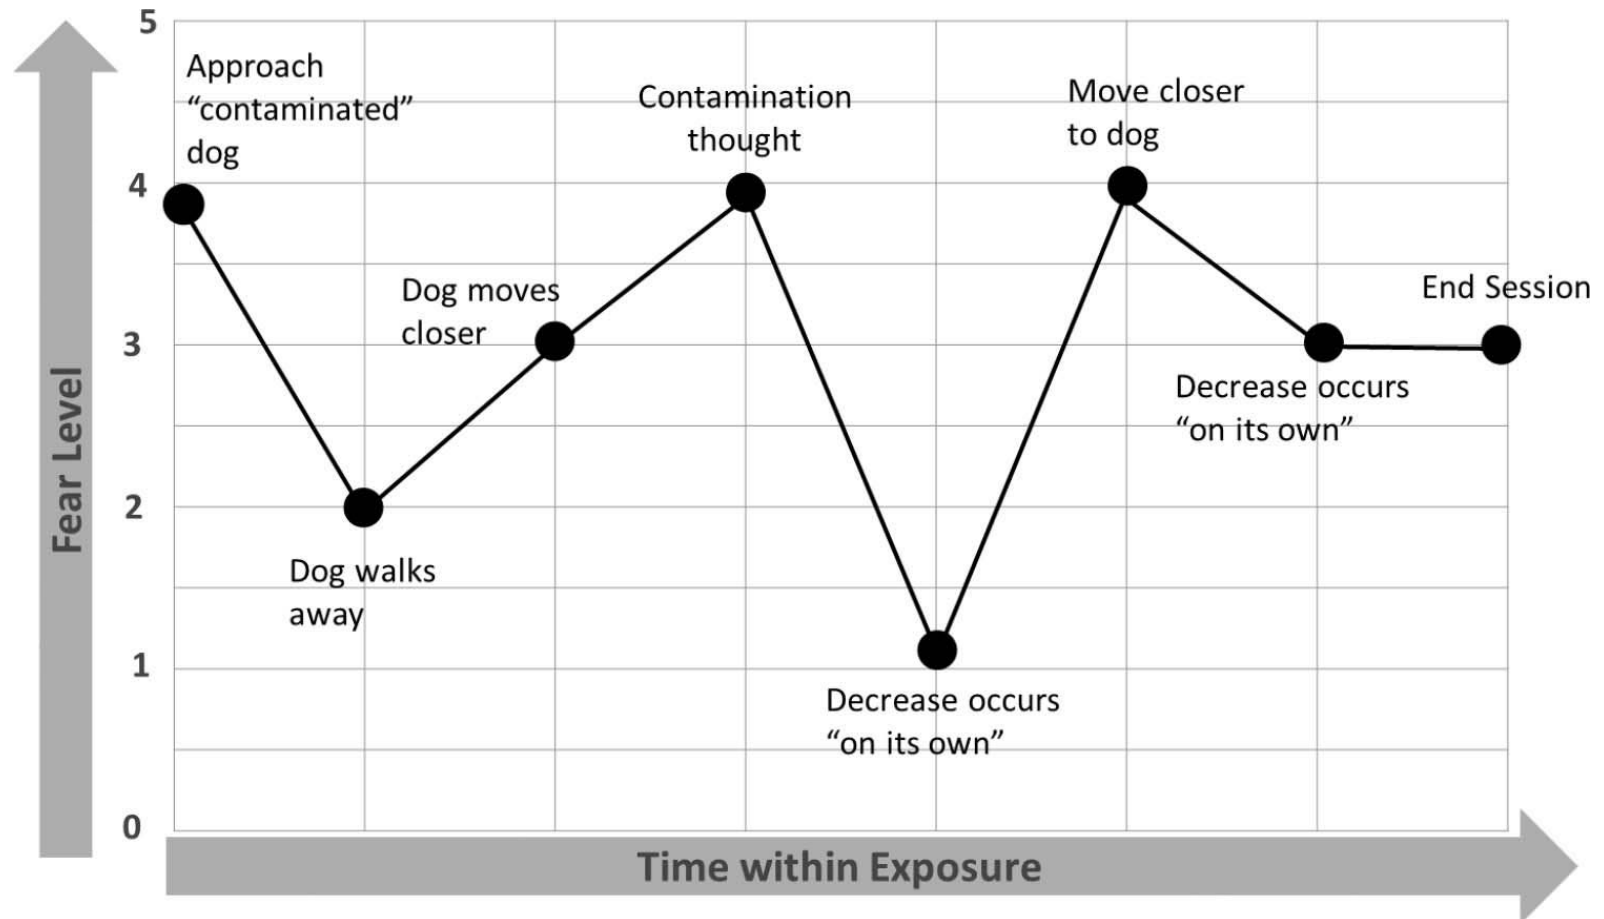 5
Approach
“contaminated”
dog
Contamination
thought
Move closer
to dog
4
Dog moves
closer
End Session
3
Decrease occurs
“on its own”
Fear Level
2
Dog walks
away
1
Decrease occurs
“on its own”
0
Time within Exposure